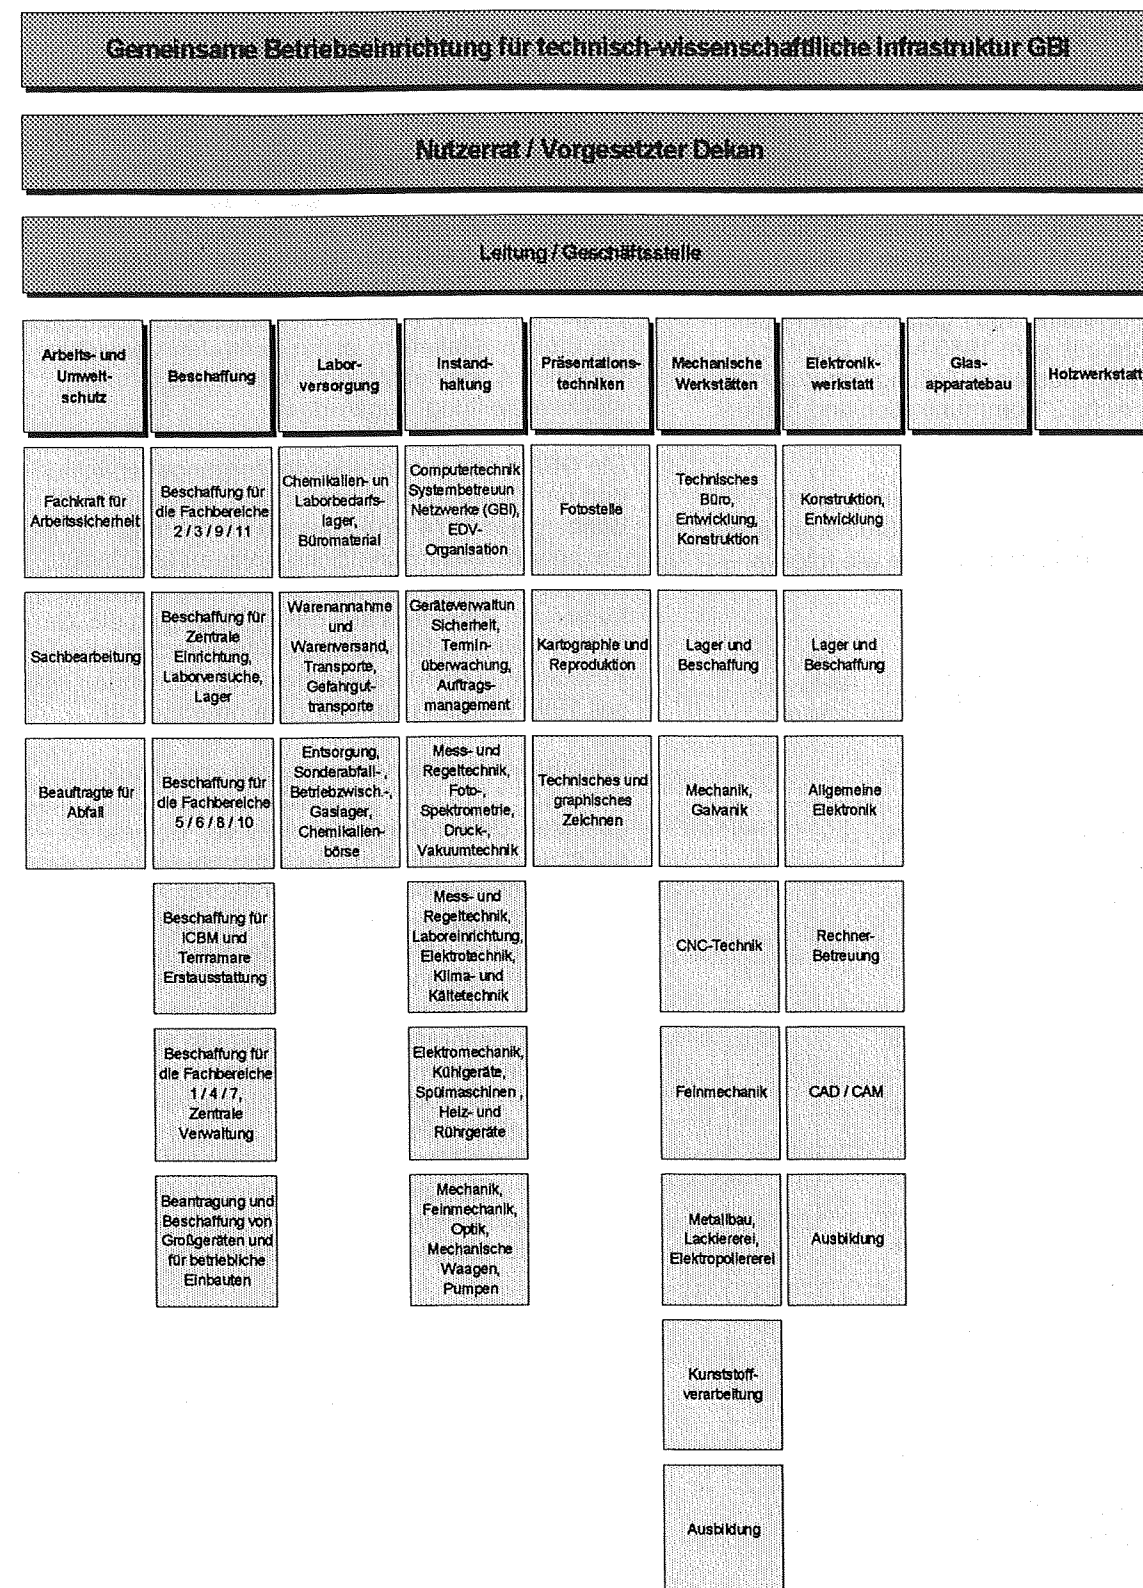 Gemeinsame Betriebseinrichtung für technisch-wissenschaftlliche Infrastruktur GBI
Nutzerrat / Vorgesetzter Dekan
Leitung / Geschäftsstelle
Arbeits- und
Umwelt-
schutz
Beschaffung
Labor-
versorgung
Instand-
haltung
Präsentations-
techniken
Mechanische
Werkstätten
Elektronik-
werkstatt
Glas-
apparatebau
Holzwerkstatt
Fachkraft für
Arbeitssicherheit
Beschaffung für
die Fachbereiche
2 / 3 / 9 / 11
Chemikalien- un
Laborbedarfs-
lager,
Büromaterial
Computertechnik
Systembetreuun
Netzwerke (GBI),
EDV-
Organisation
Fotostelle
Technisches
Büro,
Entwicklung,
Konstruktion
Konstruktion,
Entwicklung
Sachbearbeitung
Beschaffung für
Zentrale
Einrichtung,
Laborversuche,
Lager
Warenannahme
und
Warenversand,
Transporte,
Gefahrgut-
transporte
Geräteverwaltun
Sicherheit,
Termin-
überwachung,
Auftrags-
management
Kartographie und
Reproduktion
Lager und
Beschaffung
Lager und
Beschaffung
Beauftragte für
Abfall
Beschaffung für
die Fachbereiche
5 / 6 / 8 / 10
Entsorgung,
Sonderabfall- ,
Betriebzwisch.-,
Gaslager,
Chemikalien-
börse
Mess- und
Regeltechnik,
Foto-,
Spektrometrie,
Druck-,
Vakuumtechnik
Technisches und
graphisches
Zeichnen
Mechanik,
Galvanik
Allgemeine
Elektronik
Beschaffung für
ICBM und
Terrramare
Erstausstattung
Mess- und
Regeltechnik,
Laboreinrichtung,
Elektrotechnik,
Klima- und
Kältetechnik
CNC-Technik
Rechner-
Betreuung
Beschaffung für
die Fachbereiche
1 / 4 / 7,
Zentrale
Verwaltung
Elektromechanik,
Kühlgeräte,
Spülmaschinen ,
Heiz- und
Rührgeräte
Feinmechanik
CAD / CAM
Beantragung und
Beschaffung von
Großgeräten und
für betriebliche
Einbauten
Mechanik,
Feinmechanik,
Optik,
Mechanische
Waagen,
Pumpen
Metallbau,
Lackiererei,
Elektropoliererei
Ausbildung
Kunststoff-
verarbeitung
Ausbildung